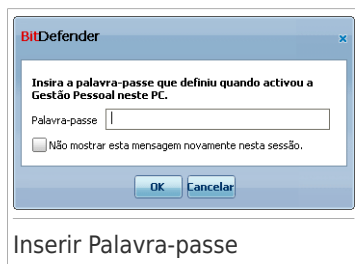 BitDefender
x
Insira a palavra-passe que definiu quando activou a
Gestão Pessoal neste PC.
Palavra-passe
Não mostrar esta mensagem novamente nesta sessão.
OK Cancelar
Inserir Palavra-passe